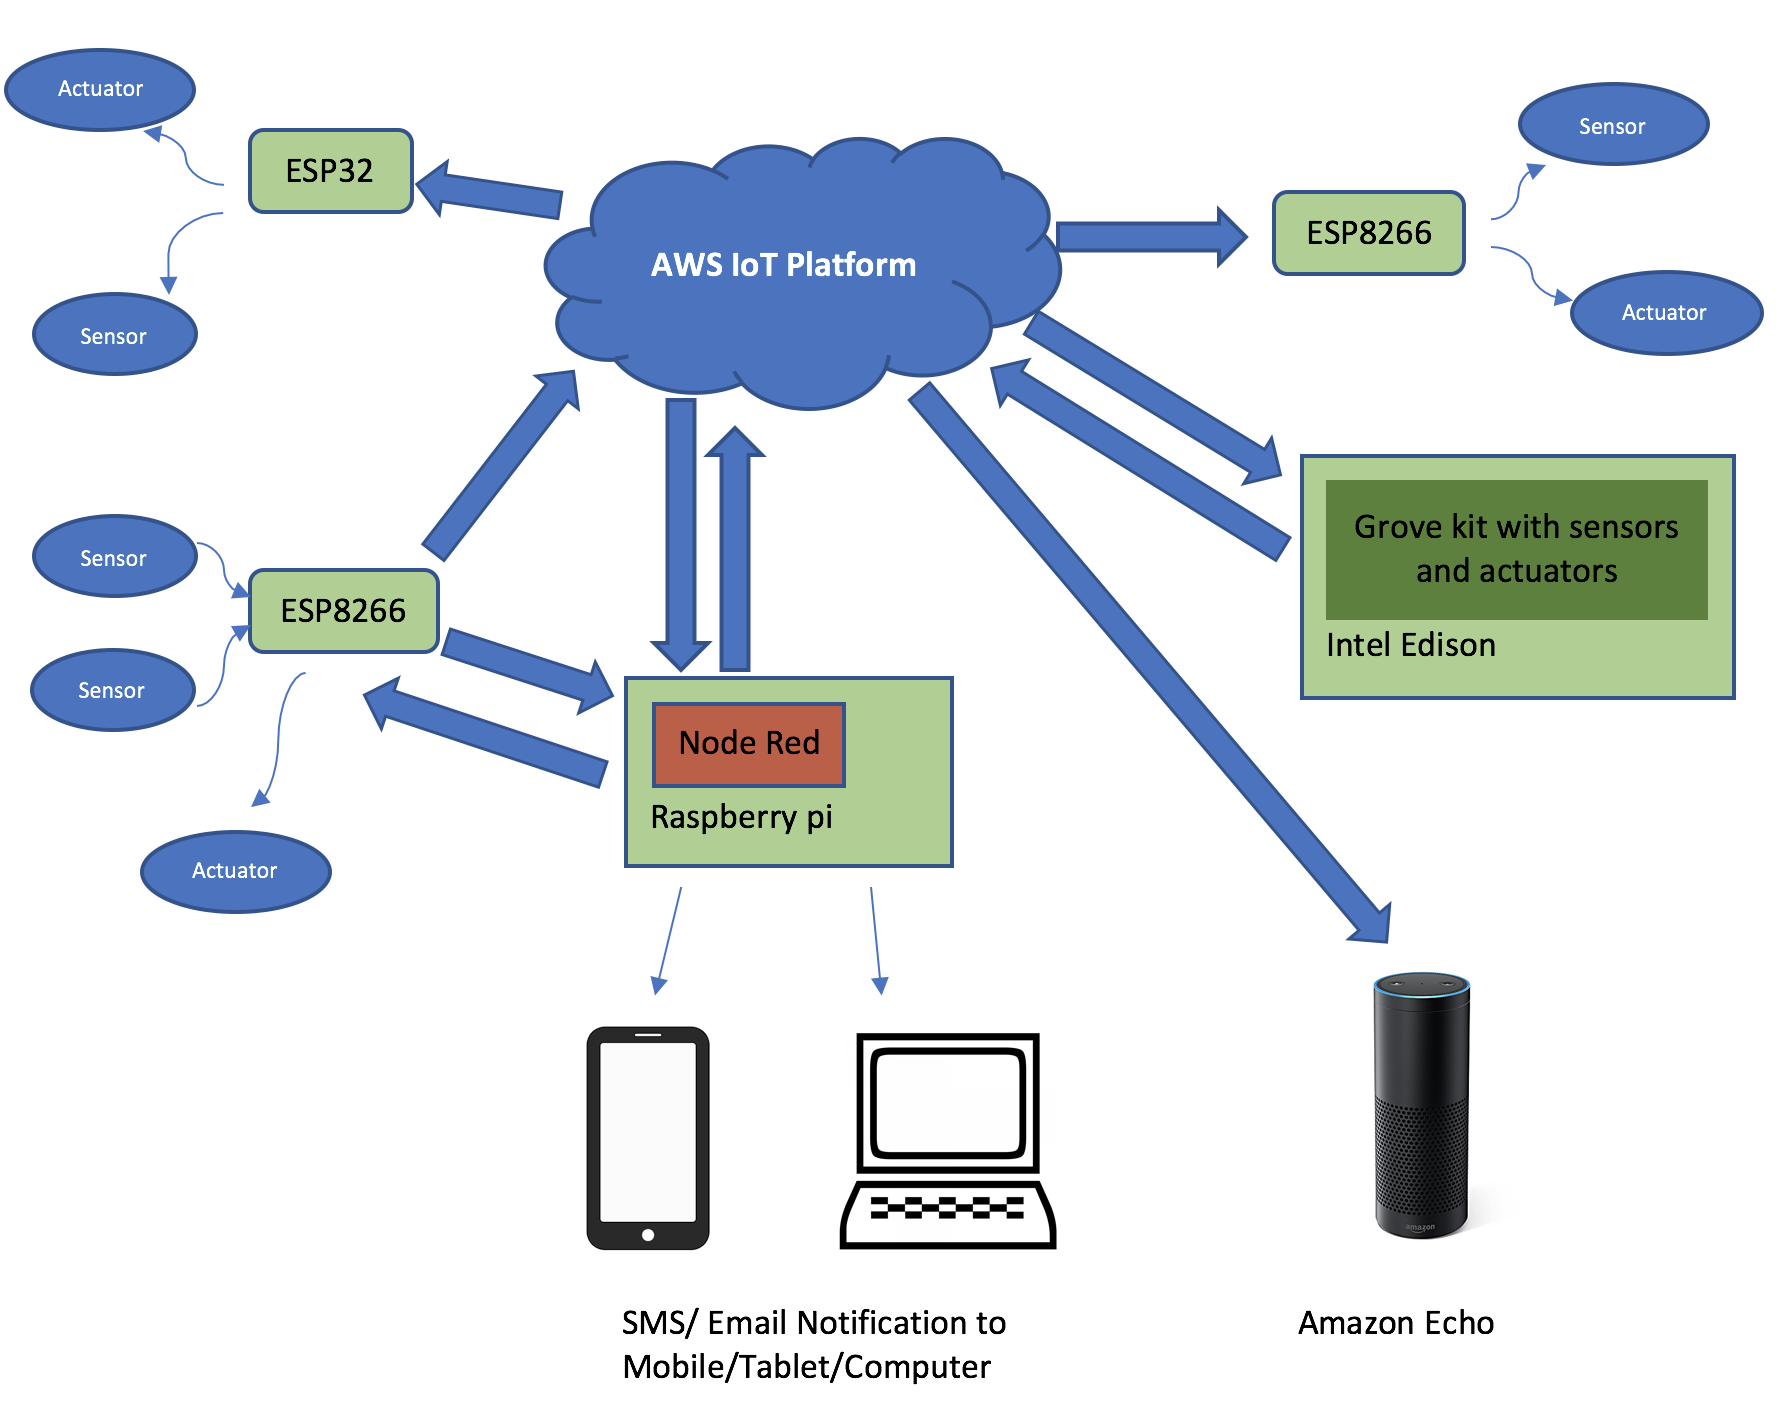 Actuator
ESP32
Sensor
AWS IoT Platform
Sensor
ESP8266
Actuator
Sensor
ESP8266
Sensor
Actuator
Node Red
Raspberry pi
Grove kit with sensors
and actuators
Intel Edison
amazon
SMS/ Email Notification to
Mobile/Tablet/Computer
Amazon Echo